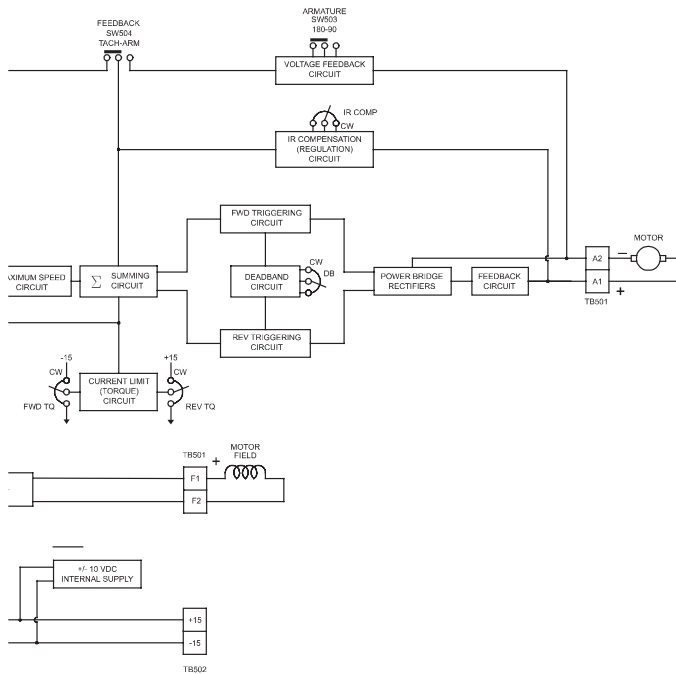 FEEDBACK
SW504
TACH-ARM
ARMATURE
SW503
180-90
VOLTAGE FEEDBACK
CIRCUIT
IR COMP
CW
IR COMPENSATION
(REGULATION)
CIRCUIT
FWD TRIGGERING
CIRCUIT
AXIMUM SPEED
CIRCUIT
Σ SUMMING
CIRCUIT
DEADBAND
CIRCUIT
CW
DB
POWER BRIDGE
RECTIFIERS
FEEDBACK
CIRCUIT
A2
A1
TB501
−
+
MOTOR
REV TRIGGERING
CIRCUIT
-15
CW
FWD TQ
CURRENT LIMIT
(TORQUE)
CIRCUIT
+15
CW
REV TQ
TB501
+
MOTOR
FIELD
F1
F2
+/- 10 VDC
INTERNAL SUPPLY
+15
-15
TB502